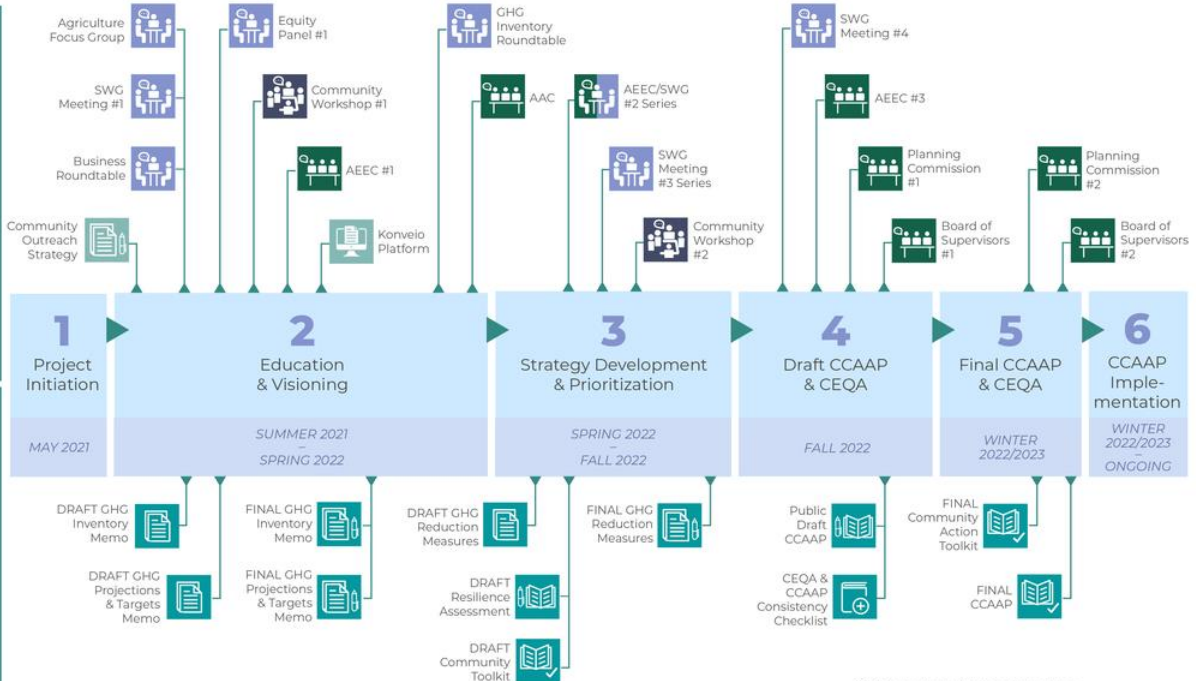 Agriculture
Focus Group
Equity
Panel #1
GHG
Inventory
Roundtable
SWG
Meeting #4
SWG
Meeting #1
Community
Workshop #1
AAC
AEEC/SWG
#2 Series
AEEC #3
Business
Roundtable
AEEC #1
SWG
Meeting
#3 Series
Planning
Commission
#1
Planning
Commission
#2
Community
Outreach
Strategy
Konveio
Platform
Community
Workshop
#2
Board of
Supervisors
#1
Board of
Supervisors
#2
1
Project
Initiation
MAY 2021
2
Education
& Visioning
SUMMER 2021
–
SPRING 2022
3
Strategy Development
& Prioritization
SPRING 2022
–
FALL 2022
4
Draft CCAAP
& CEQA
FALL 2022
5
Final CCAAP
& CEQA
WINTER
2022/2023
6
CCAAP
Imple-
mentation
WINTER
2022/2023
–
ONGOING
DRAFT GHG
Inventory
Memo
FINAL GHG
Inventory
Memo
DRAFT GHG
Reduction
Measures
FINAL GHG
Reduction
Measures
Public
Draft
CCAAP
FINAL
Community
Action
Toolkit
DRAFT GHG
Projections
& Targets
Memo
FINAL GHG
Projections
& Targets
Memo
DRAFT
Resilience
Assessment
CEQA &
CCAAP
Consistency
Checklist
FINAL
CCAAP
DRAFT
Community
Toolkit